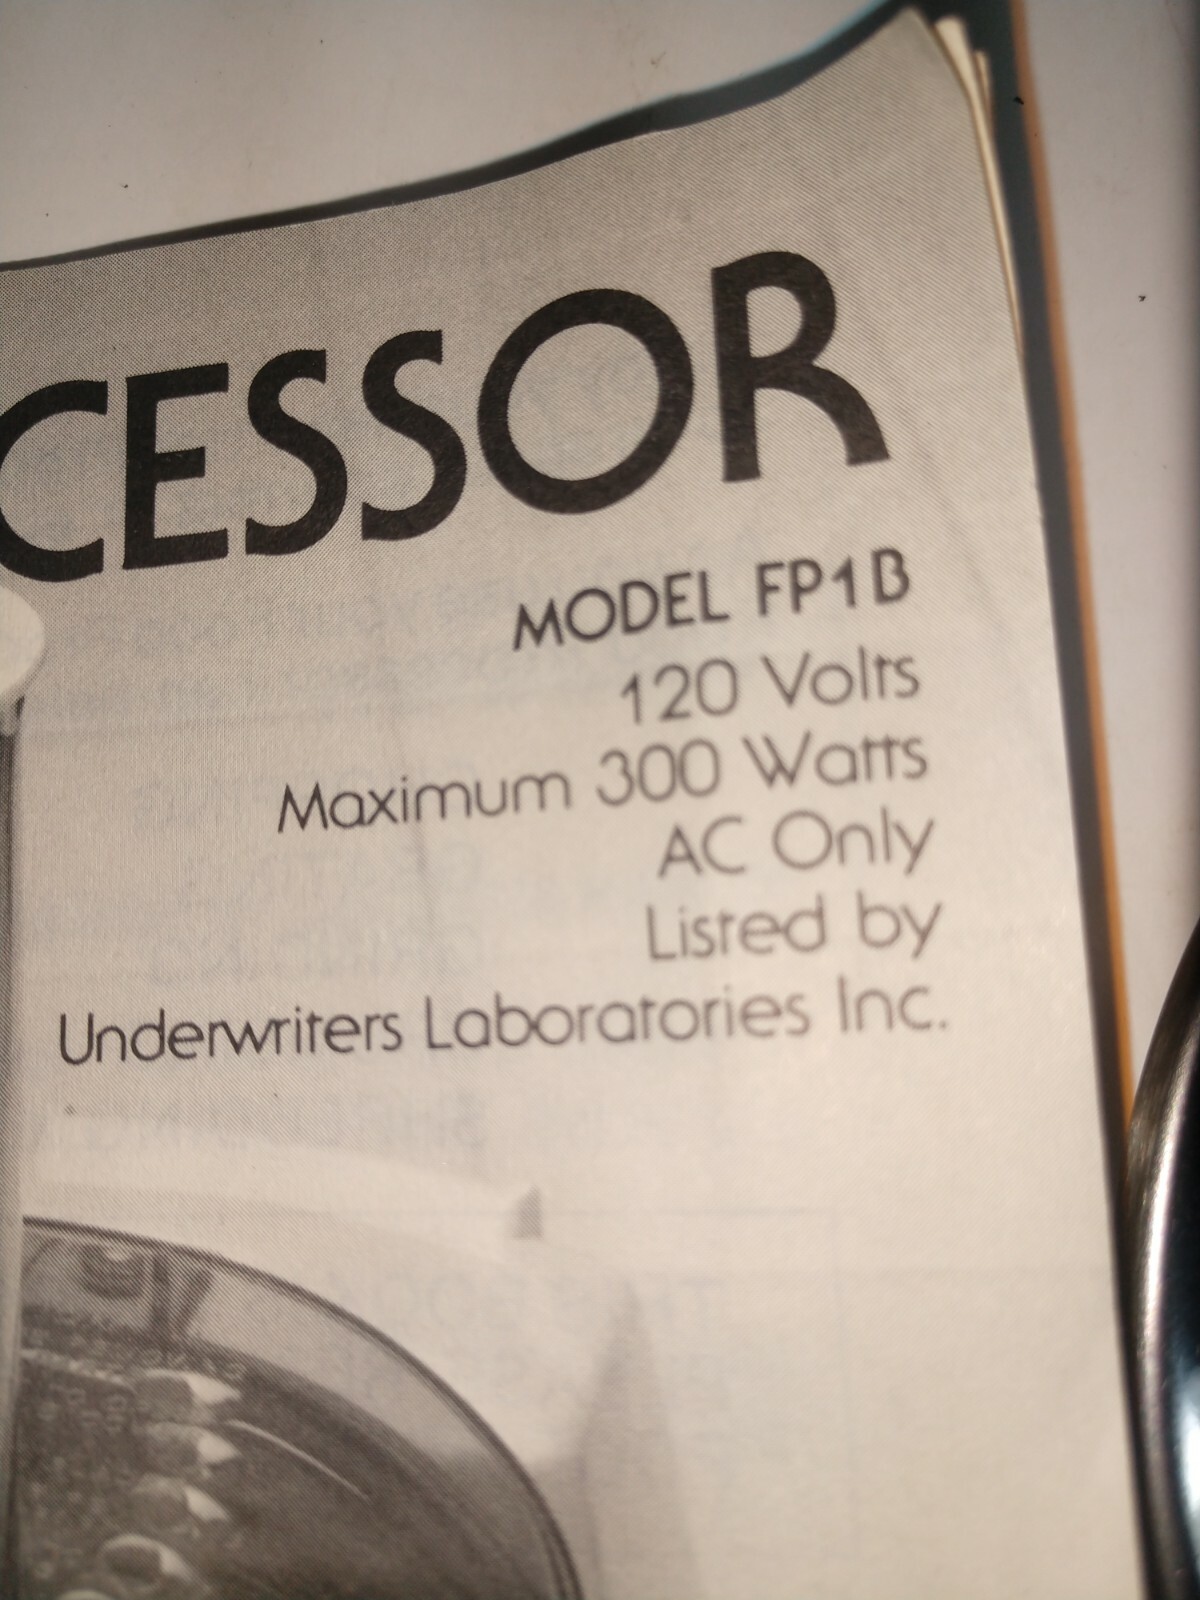 CESSOR
MODEL FP1B
120 Volts
Maximum 300 Watts
AC Only
Listed by
Underwriters Laboratories Inc.